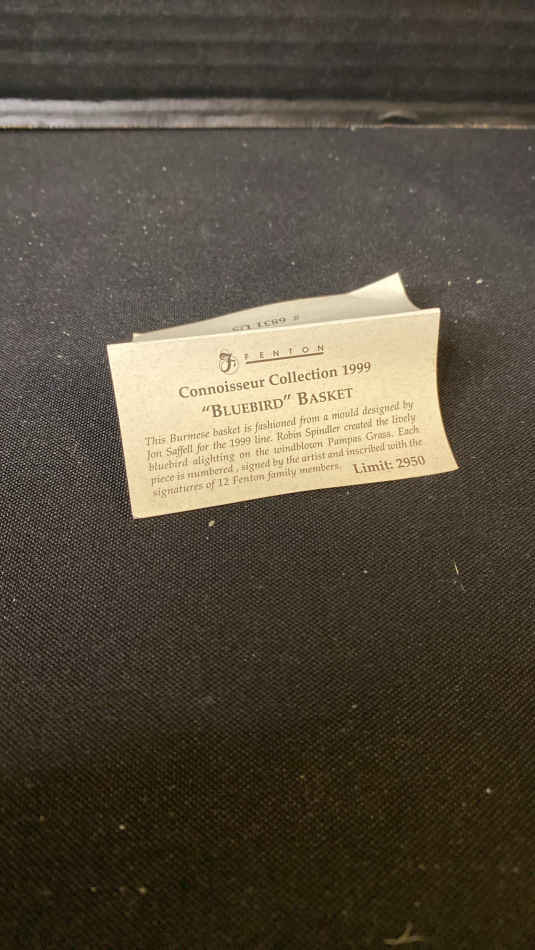 FENTON
Connoisseur Collection 1999
"BLUEBIRD" BASKET
This Burmese basket is fashioned from a mould designed by
Jon Saffell for the 1999 line. Robin Spindler created the lively
bluebird alighting on the windblown Pampas Grass. Each
piece is numbered , signed by the artist and inscribed with the
signatures of 12 Fenton family members. Limit: 2950